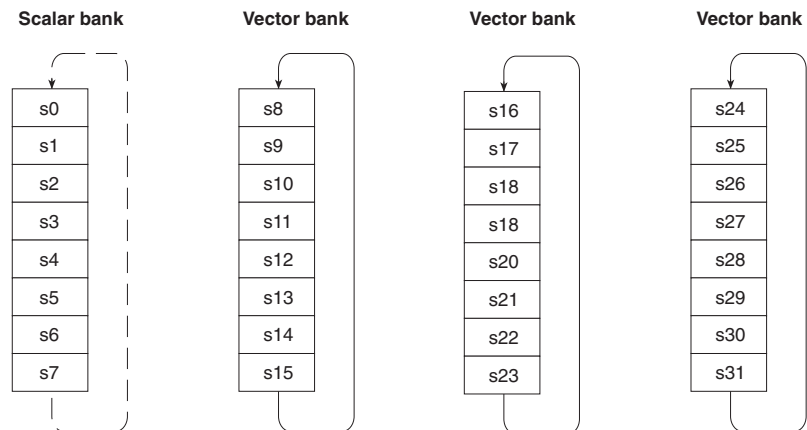 Scalar bank
Vector bank
Vector bank
Vector bank
s0
s1
s2
s3
s4
s5
s6
s7
s8
s9
s10
s11
s12
s13
s14
s15
s16
s17
s18
s18
s20
s21
s22
s23
s24
s25
s26
s27
s28
s29
s30
s31